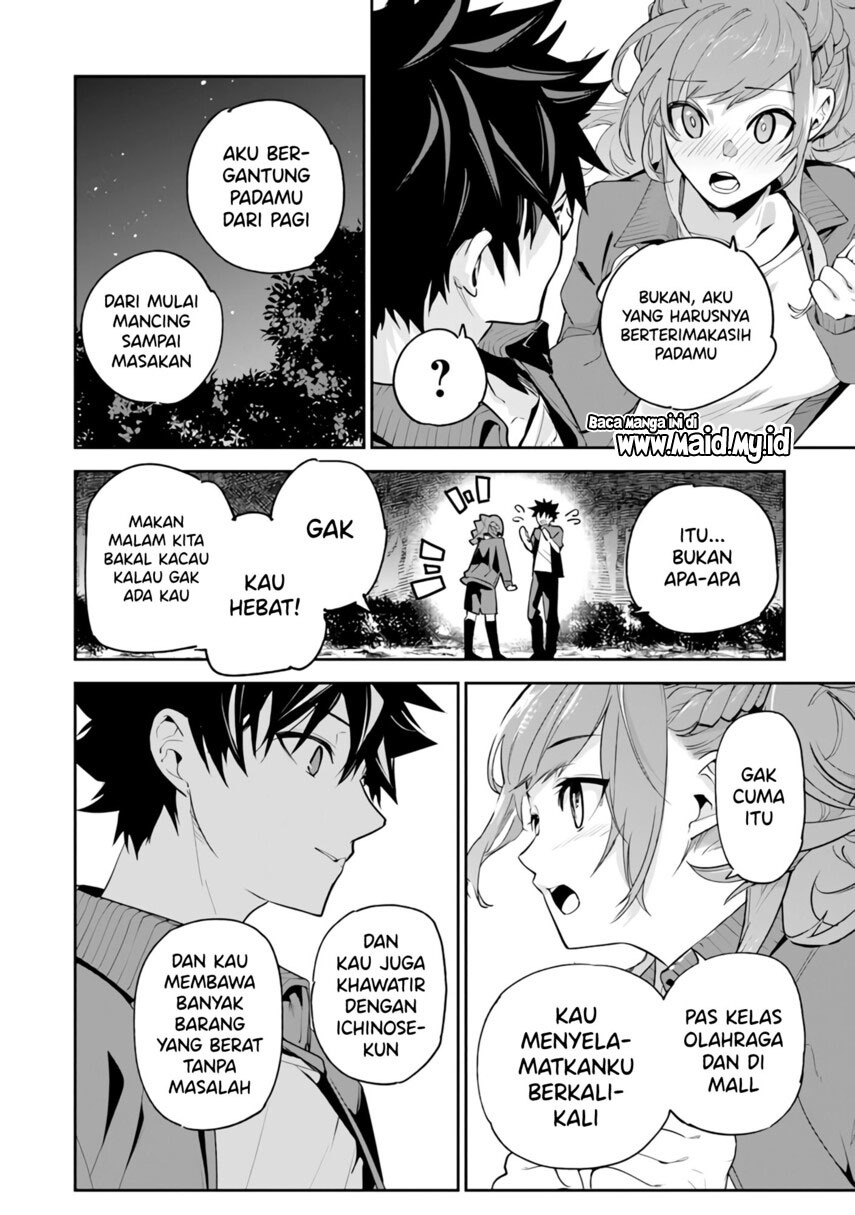 BUKAN, AKU
YANG HARUSNYA
BERTERIMAKASIH
PADAMU
?
Baca Manga ini di
www.Maid.My.id
AKU BER-
GANTUNG
PADAMU
DARI PAGI
DARI MULAI
MANCING
SAMPAI
MASAKAN
ITU...
BUKAN
APA-APA
GAK
KAU
HEBAT!
MAKAN
MALAM KITA
BAKAL KACAU
KALAU GAK
ADA KAU
GAK
CUMA
ITU
PAS KELAS
OLAHRAGA
DAN DI
MALL
KAU
MENYELA-
MATKANKU
BERKALI-
KALI
DAN
KAU JUGA
KHAWATIR
DENGAN
ICHINOSE-
KUN
DAN KAU
MEMBAWA
BANYAK
BARANG
YANG BERAT
TANPA
MASALAH